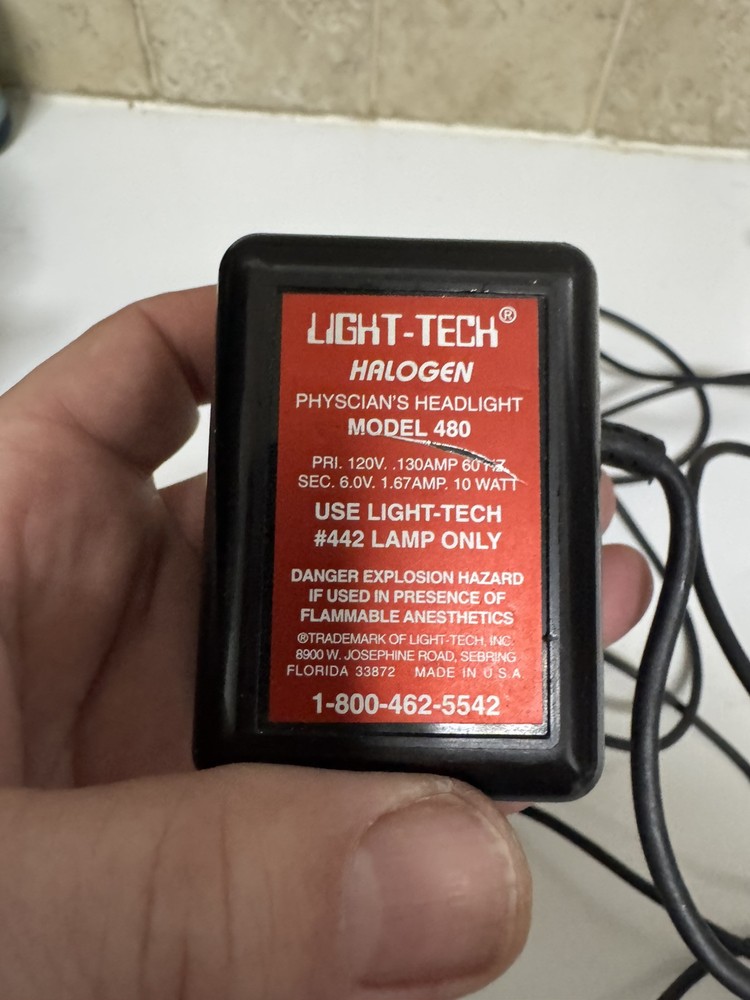 LIGHT-TECH®
HALOGEN
PHYSCIAN'S HEADLIGHT
MODEL 480
PRI. 120V. .130AMP 60 HZ
SEC. 6.0V. 1.67AMP. 10 WATT
USE LIGHT-TECH
#442 LAMP ONLY
DANGER EXPLOSION HAZARD
IF USED IN PRESENCE OF
FLAMMABLE ANESTHETICS
®TRADEMARK OF LIGHT-TECH, INC.
8900 W. JOSEPHINE ROAD, SEBRING
FLORIDA 33872 MADE IN U.S.A.
1-800-462-5542